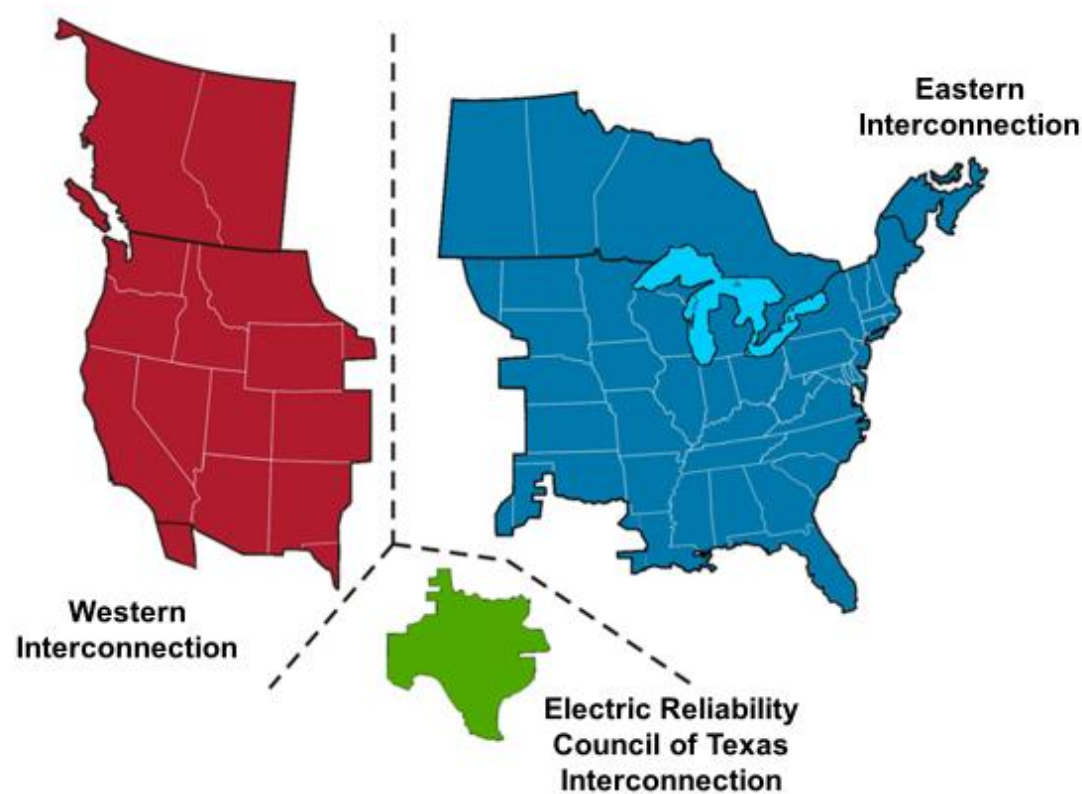 Eastern
Interconnection
Western
Interconnection
Electric Reliability
Council of Texas
Interconnection